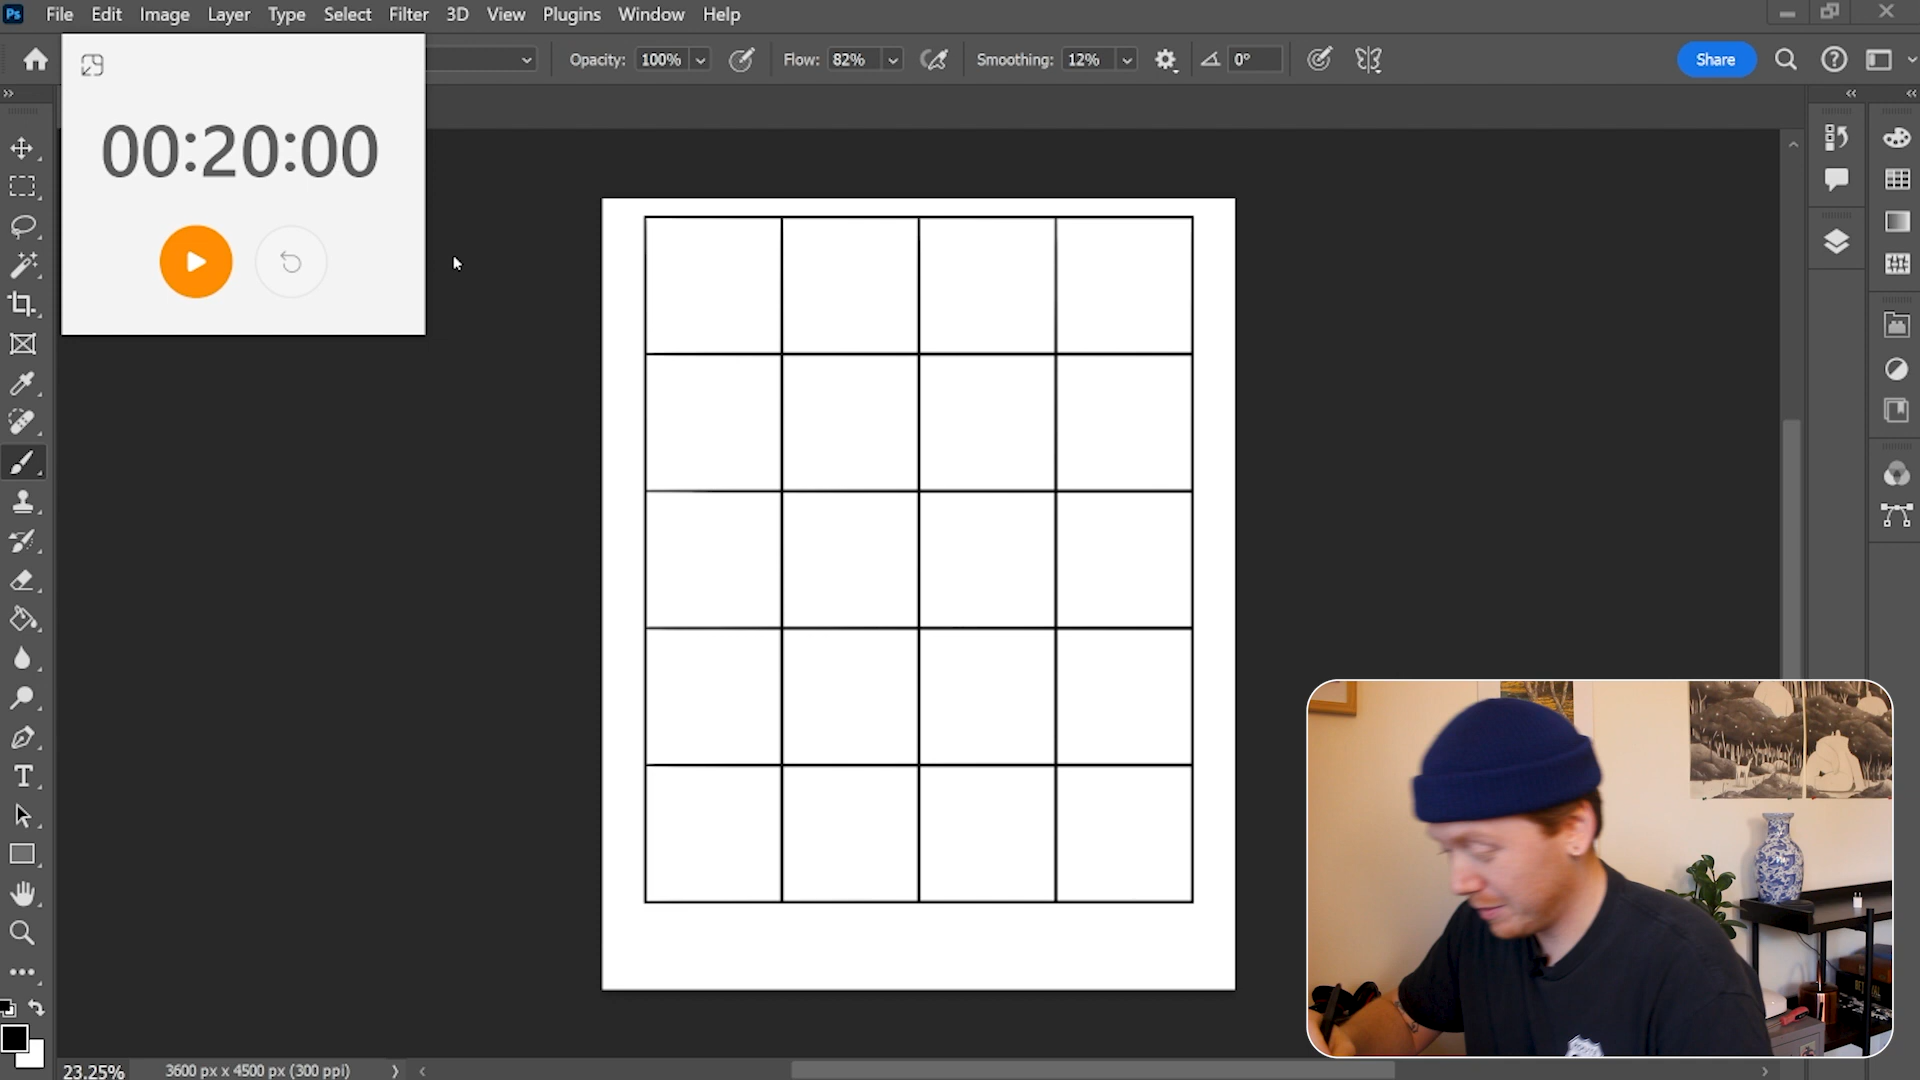 Ps File Edit Image Layer Type Select Filter 3D View Plugins Window Help
Opacity: 100% Flow: 82% Smoothing: 12% 0° Share
00:20:00
T
23.25% 3600 px x 4500 px (300 ppi)